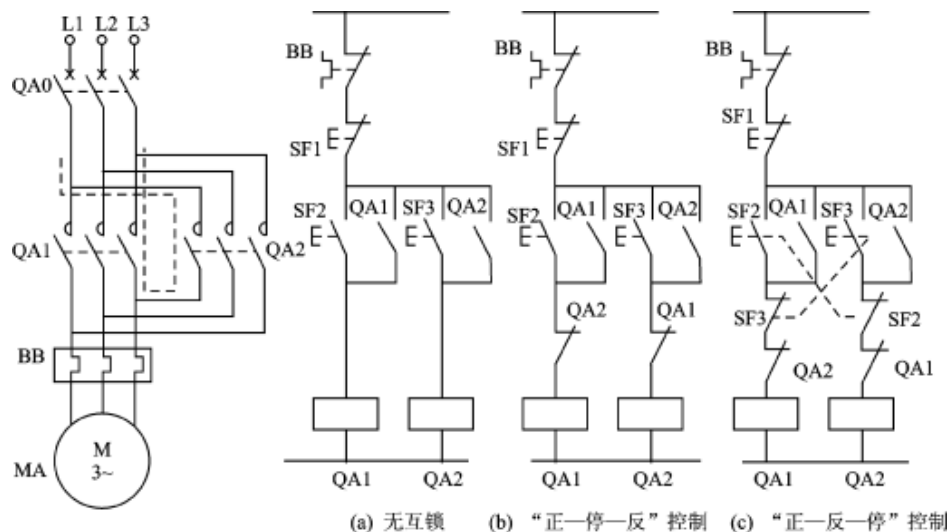 L1 L2 L3
QA0
QA1
QA2
BB
M
3~
MA
BB
SF1
SF2
QA1
SF3
QA2
QA1
QA2
(a) 无互锁
BB
SF1
SF2
QA1
SF3
QA2
QA2
QA1
QA1
QA2
(b) “正—停—反”控制
BB
SF1
SF2
QA1
SF3
QA2
SF3
SF2
QA2
QA1
QA1
QA2
(c) “正—反—停”控制